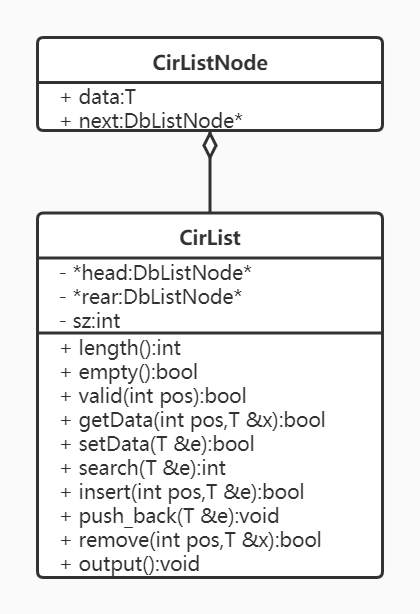 CirListNode
+ data:T
+ next:DbListNode*
CirList
- *head:DbListNode*
- *rear:DbListNode*
- sz:int
+ length():int
+ empty():bool
+ valid(int pos):bool
+ getData(int pos,T &x):bool
+ setData(T &e):bool
+ search(T &e):int
+ insert(int pos,T &e):bool
+ push_back(T &e):void
+ remove(int pos,T &x):bool
+ output():void